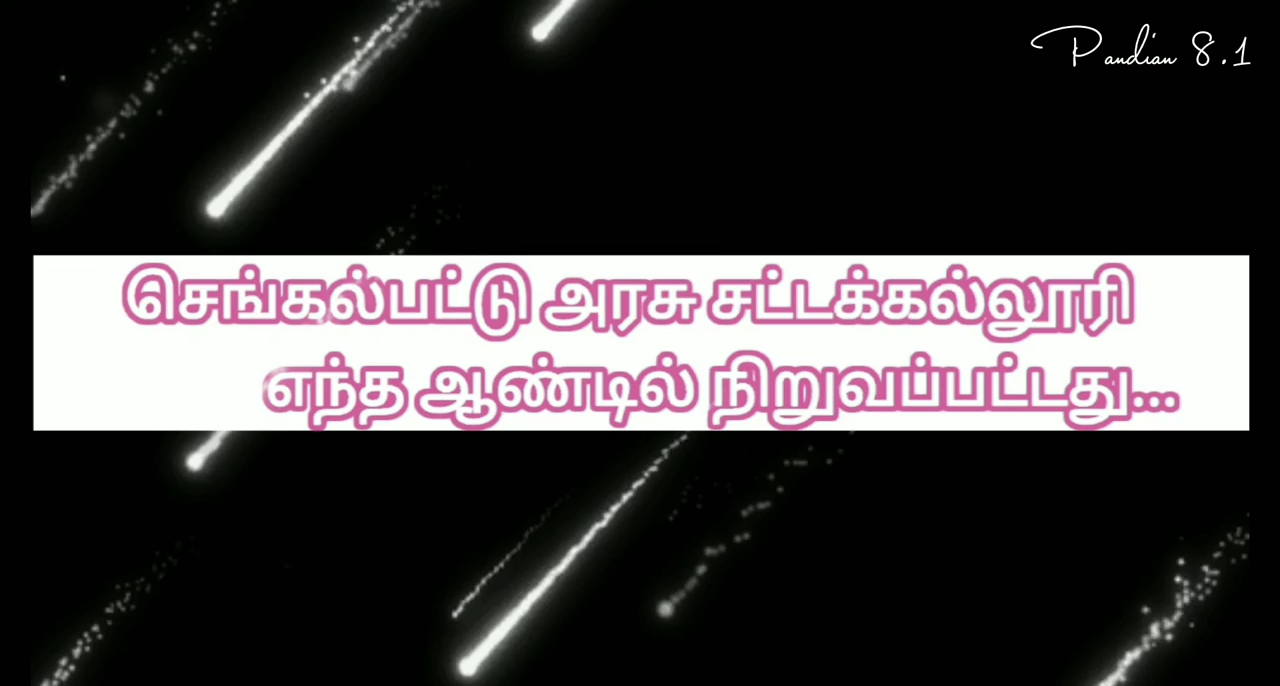 Pandian 8.1
செங்கல்பட்டு அரசு சட்டக்கல்லூரி
எந்த ஆண்டில் நிறுவப்பட்டது...